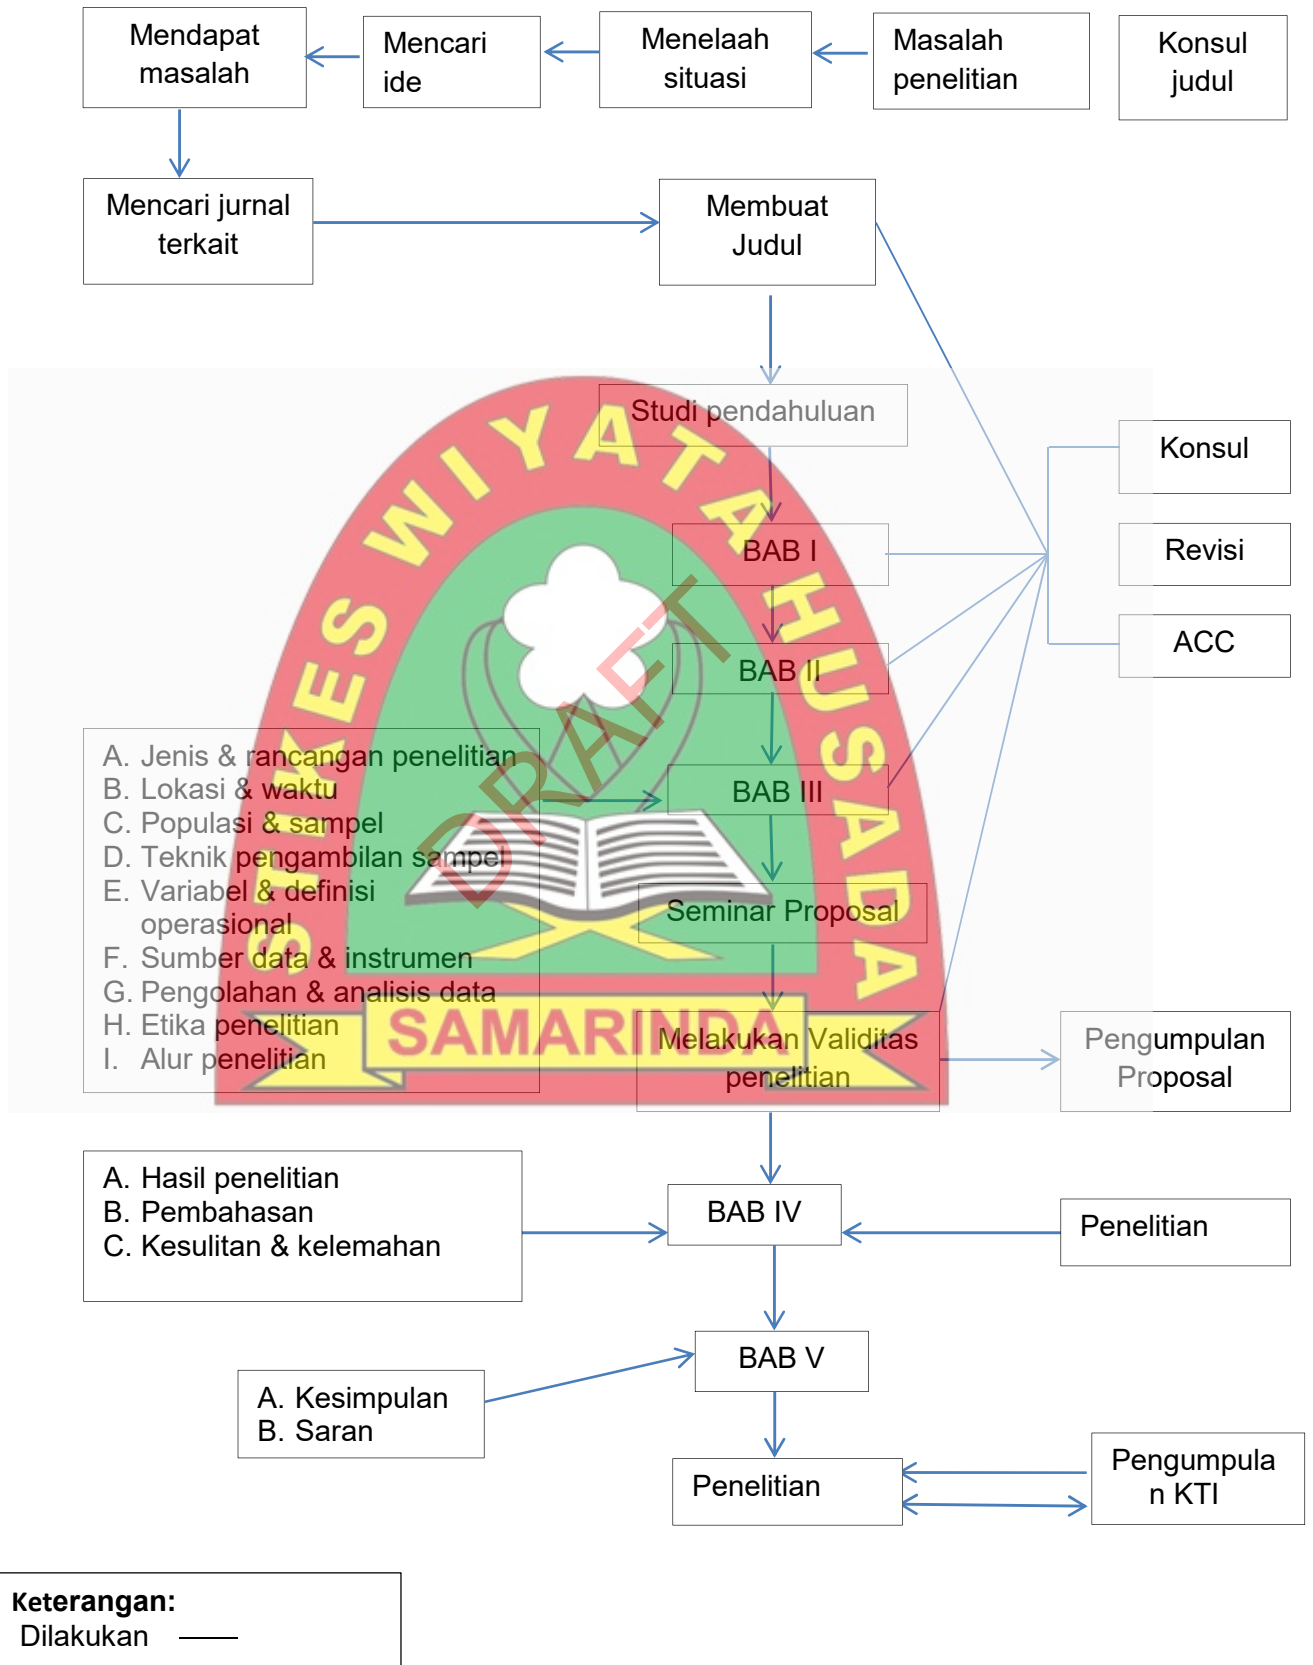 Mendapat
masalah
Mencari
ide
Menelaah
situasi
Masalah
penelitian
Konsul
judul
Mencari jurnal
terkait
Membuat
Judul
Studi pendahuluan
Konsul
BAB I
Revisi
ACC
BAB II
A. Jenis & rancangan penelitian
B. Lokasi & waktu
C. Populasi & sampel
D. Teknik pengambilan sampel
E. Variabel & definisi
operasional
F. Sumber data & instrumen
G. Pengolahan & analisis data
H. Etika penelitian
I. Alur penelitian
BAB III
Seminar Proposal
Melakukan Validitas
penelitian
Pengumpulan
Proposal
STIKES WIYATA HUSADA
SAMARINDA
DRAFT
A. Hasil penelitian
B. Pembahasan
C. Kesulitan & kelemahan
BAB IV
Penelitian
BAB V
A. Kesimpulan
B. Saran
Penelitian
Pengumpula
n KTI
Keterangan:
Dilakukan